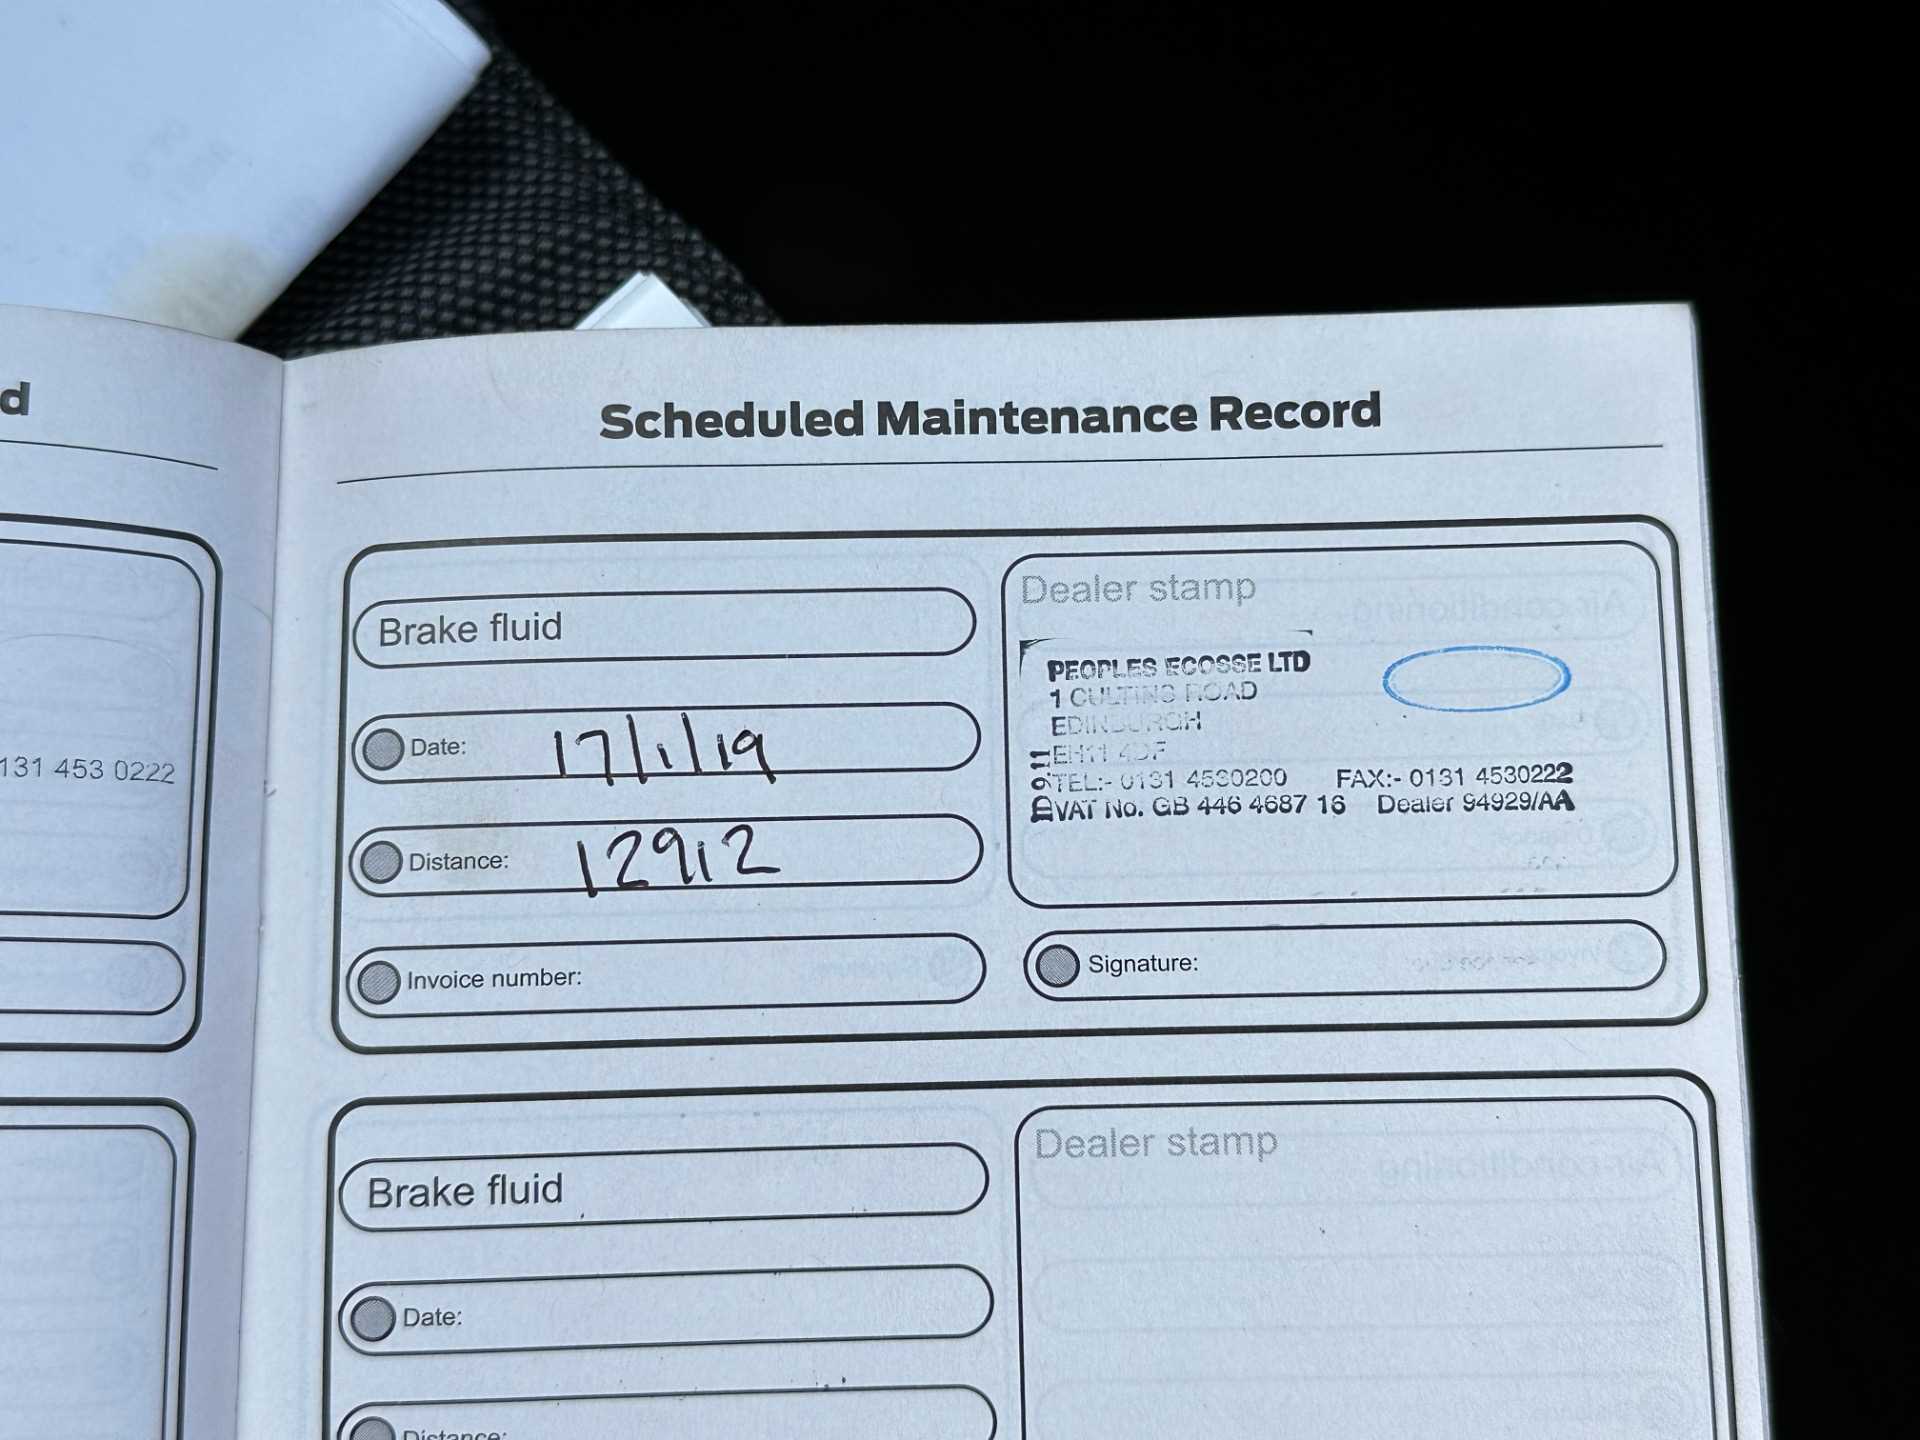 d
131 453 0222
Scheduled Maintenance Record
Brake fluid
Date: 17/1/19
Distance: 12912
Invoice number:
Dealer stamp
PEOPLES ECOSSE LTD
1 CULTINS ROAD
EDINBURGH
EH11 4DF
TEL:- 0131 4530200 FAX:- 0131 4530222
VAT No. GB 446 4687 16 Dealer 94929/AA
Signature:
Brake fluid
Date:
Distance:
Dealer stamp